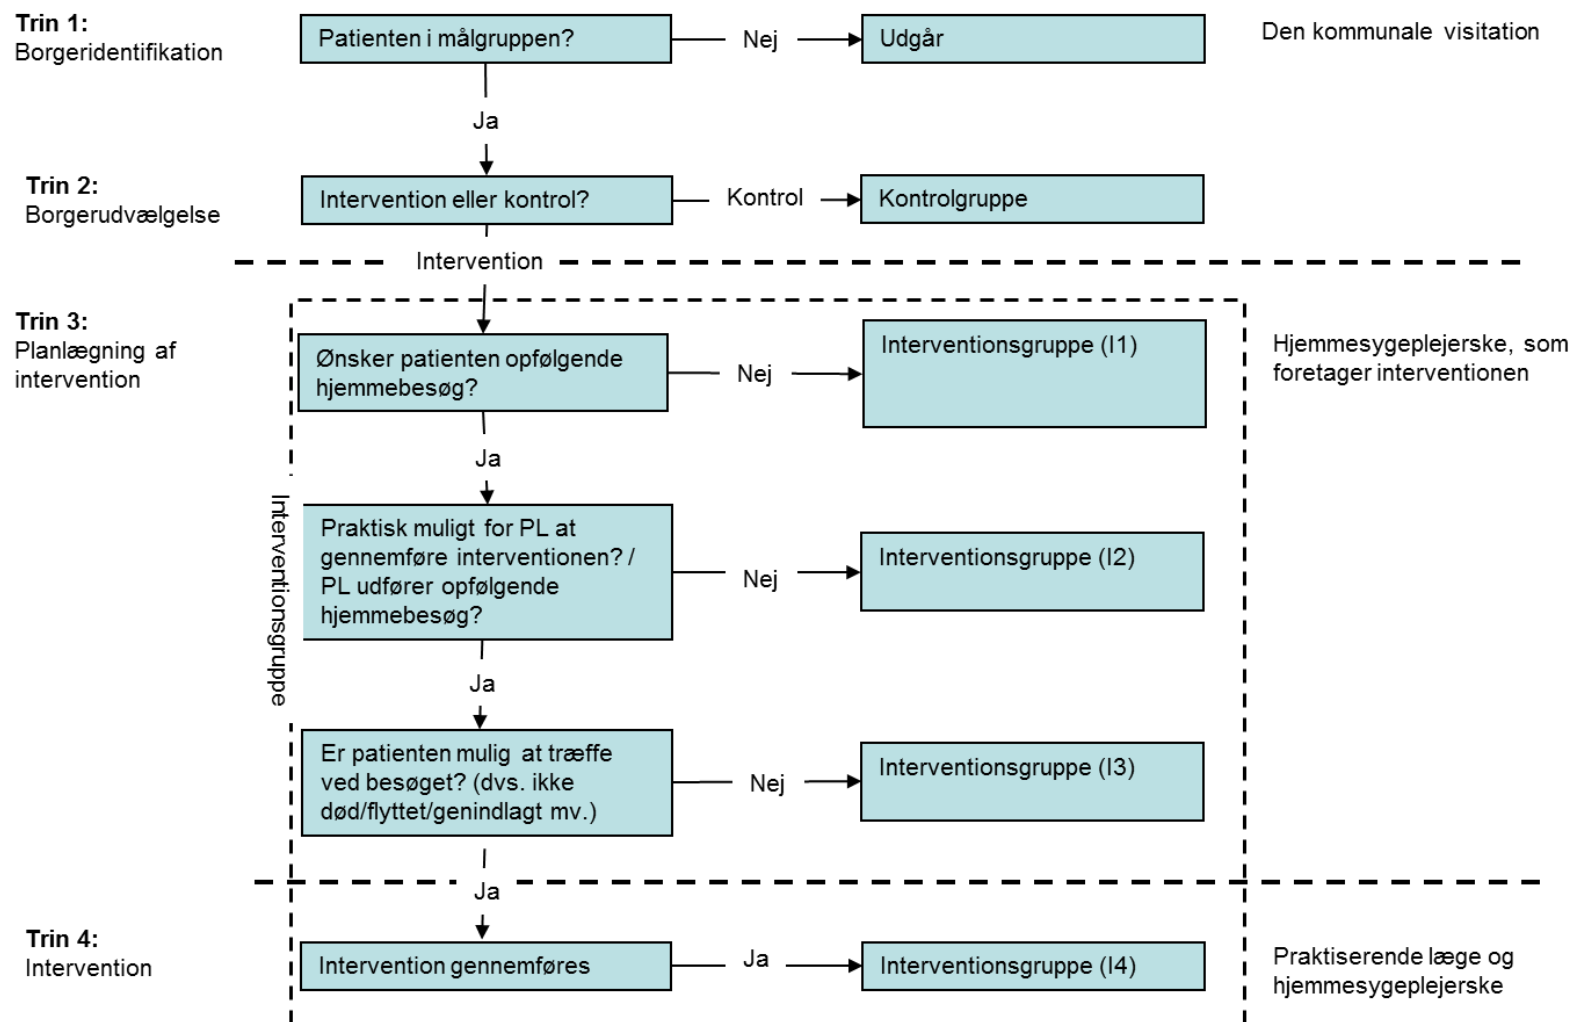 Trin 1:
Borgeridentifikation
Patienten i målgruppen?
Nej
Udgår
Den kommunale visitation
Ja
Trin 2:
Borgerudvælgelse
Intervention eller kontrol?
Kontrol
Kontrolgruppe
Intervention
Trin 3:
Planlægning af
intervention
Ønsker patienten opfølgende
hjemmebesøg?
Nej
Interventionsgruppe (I1)
Hjemmesygeplejerske, som
foretager interventionen
Ja
Interventionsgruppe
Praktisk muligt for PL at
gennemføre interventionen? /
PL udfører opfølgende
hjemmebesøg?
Nej
Interventionsgruppe (I2)
Ja
Er patienten mulig at træffe
ved besøget? (dvs. ikke
død/flyttet/genindlagt mv.)
Nej
Interventionsgruppe (I3)
Ja
Trin 4:
Intervention
Intervention gennemføres
Ja
Interventionsgruppe (I4)
Praktiserende læge og
hjemmesygeplejerske